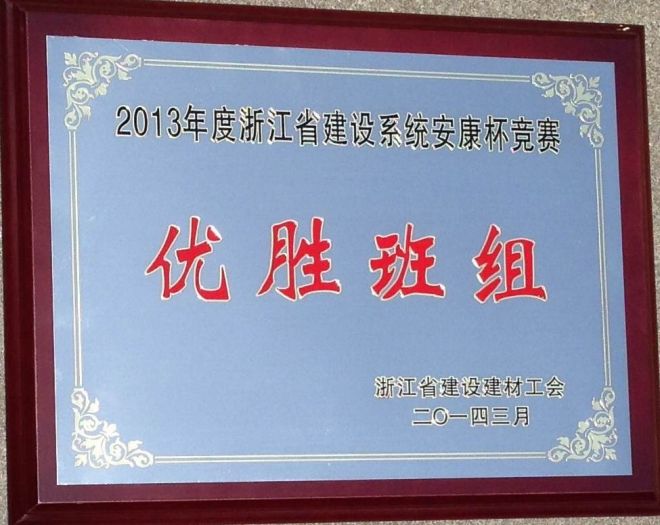 2013年度浙江省建设系统安康杯竞赛
优胜班组
浙江省建设建材工会
二〇一四三月